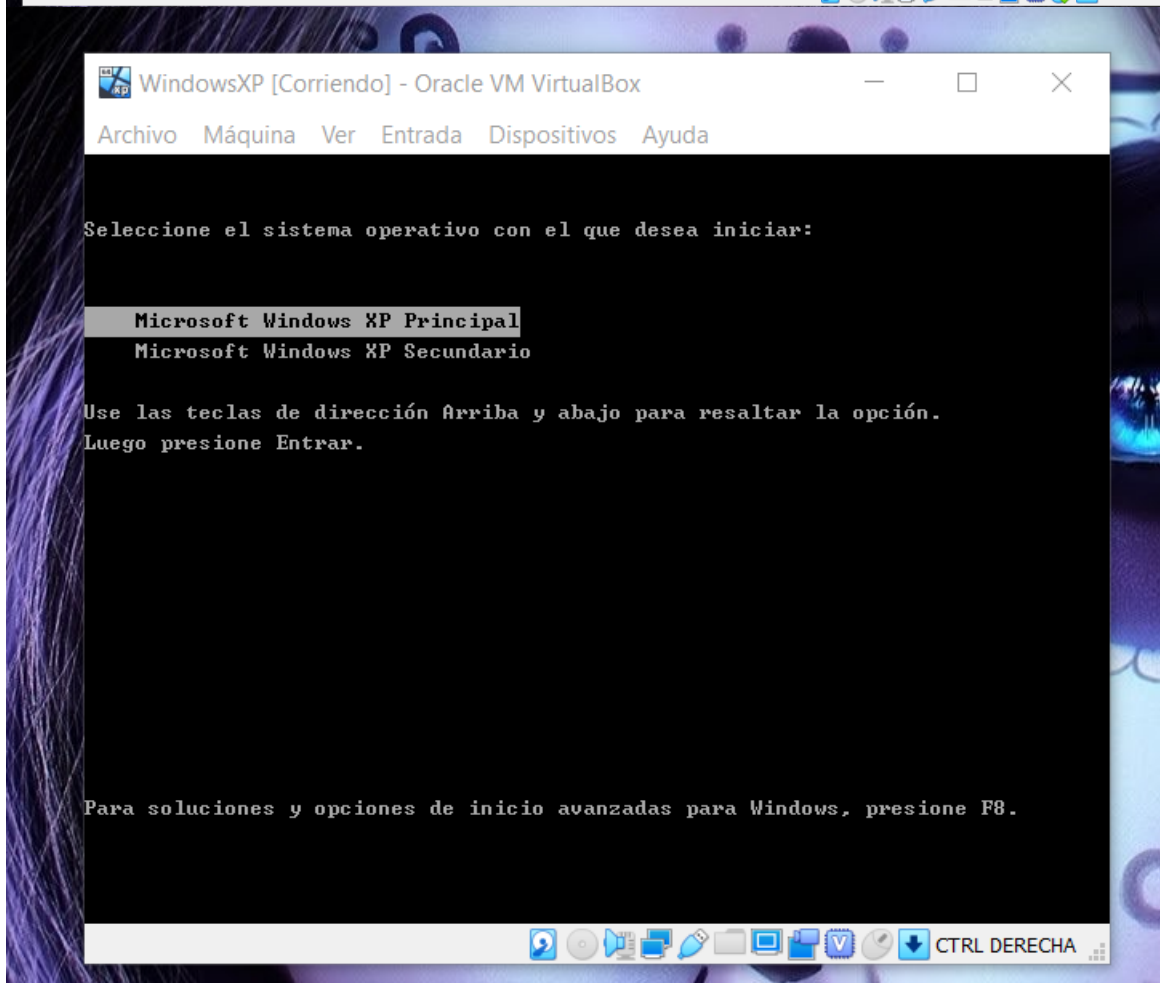 WindowsXP [Corriendo] - Oracle VM VirtualBox
Archivo Máquina Ver Entrada Dispositivos Ayuda
Seleccione el sistema operativo con el que desea iniciar:
Microsoft Windows XP Principal
Microsoft Windows XP Secundario
Use las teclas de dirección Arriba y abajo para resaltar la opción.
Luego presione Entrar.
Para soluciones y opciones de inicio avanzadas para Windows, presione F8.
CTRL DERECHA